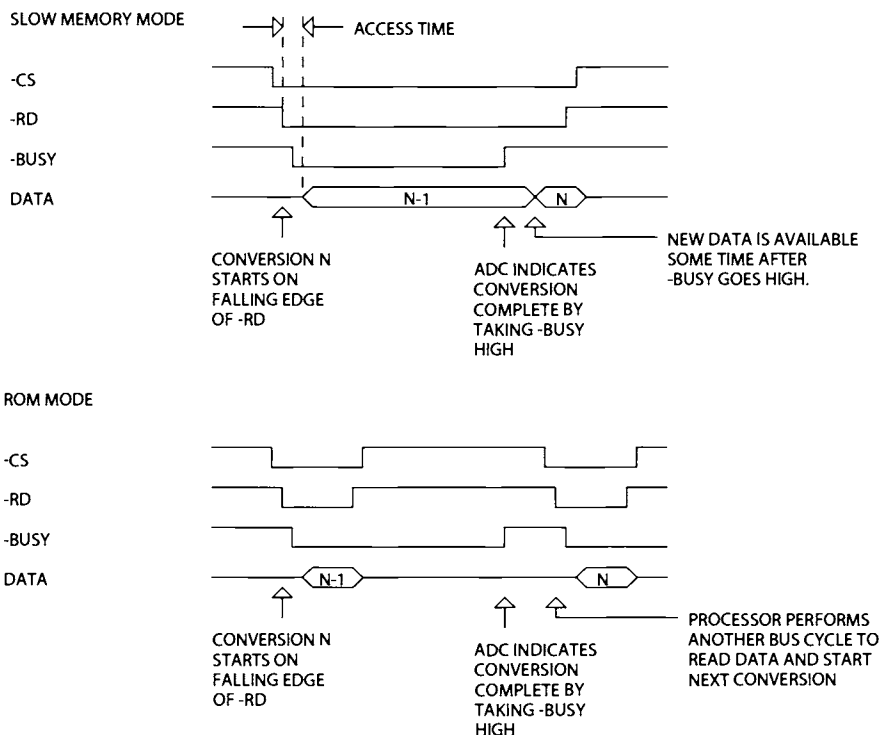 SLOW MEMORY MODE
ACCESS TIME
-CS
-RD
-BUSY
DATA
N-1
N
CONVERSION N
STARTS ON
FALLING EDGE
OF -RD
ADC INDICATES
CONVERSION
COMPLETE BY
TAKING -BUSY
HIGH
NEW DATA IS AVAILABLE
SOME TIME AFTER
-BUSY GOES HIGH.
ROM MODE
-CS
-RD
-BUSY
DATA
N-1
N
CONVERSION N
STARTS ON
FALLING EDGE
OF -RD
ADC INDICATES
CONVERSION
COMPLETE BY
TAKING -BUSY
HIGH
PROCESSOR PERFORMS
ANOTHER BUS CYCLE TO
READ DATA AND START
NEXT CONVERSION